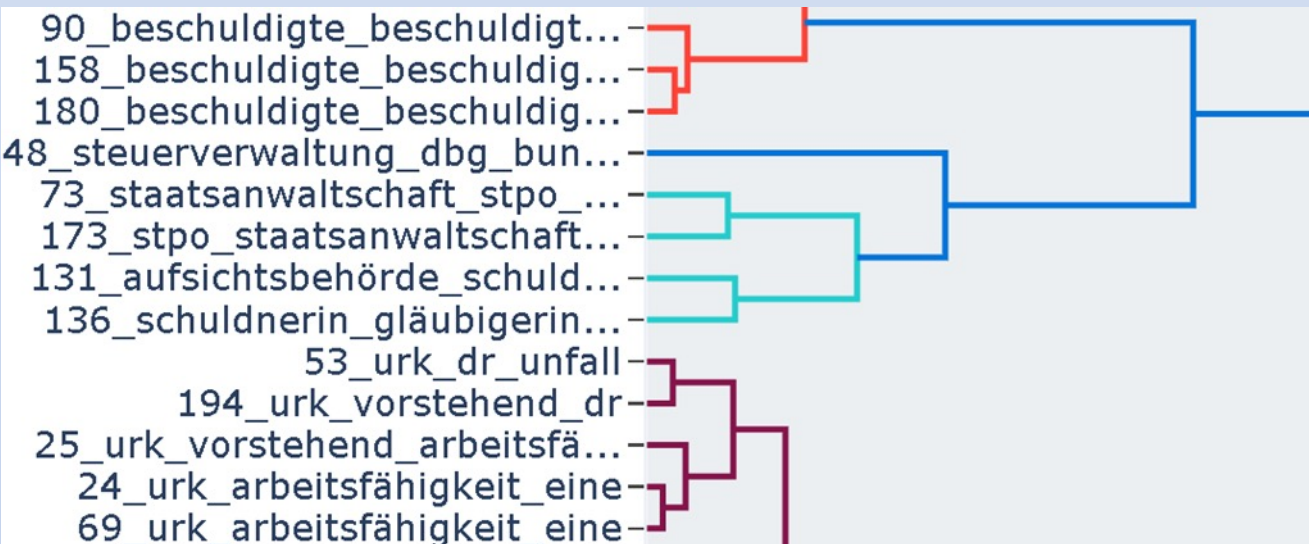 90_beschuldigte_beschuldigt...
158_beschuldigte_beschuldig...
180_beschuldigte_beschuldig...
48_steuerverwaltung_dbg_bun...
73_staatsanwaltschaft_stpo_...
173_stpo_staatsanwaltschaft...
131_aufsichtsbehörde_schuld...
136_schuldnerin_gläubigerin...
53_urk_dr_unfall
194_urk_vorstehend_dr
25_urk_vorstehend_arbeitsfä...
24_urk_arbeitsfähigkeit_eine
69_urk_arbeitsfähigkeit_eine